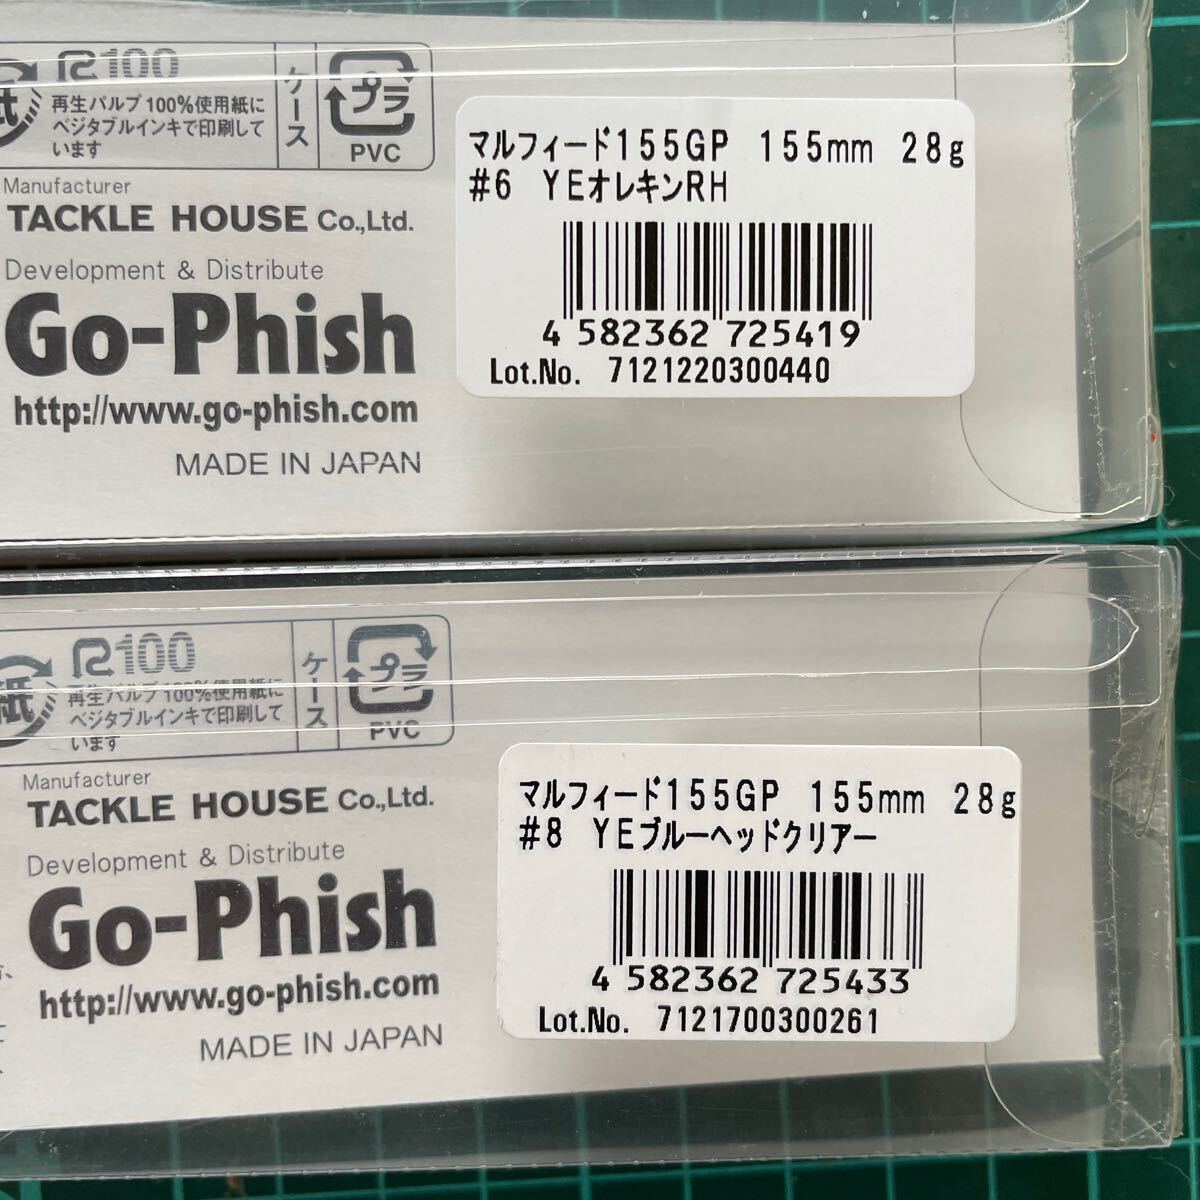 紙
R100
再生パルプ100%使用紙に
ベジタブルインキで印刷して
います
ケース
プラ
PVC
Manufacturer
TACKLE HOUSE Co.,Ltd.
Development & Distribute
Go-Phish
http://www.go-phish.com
MADE IN JAPAN
マルフィード155GP 155mm 28g
#6 YEオレキンRH
4 582362 725419
Lot.No. 7121220300440
紙
R100
再生パルプ100%使用紙に
ベジタブルインキで印刷して
います
ケース
プラ
PVC
Manufacturer
TACKLE HOUSE Co.,Ltd.
Development & Distribute
Go-Phish
http://www.go-phish.com
MADE IN JAPAN
マルフィード155GP 155mm 28g
#8 YEブルーヘッドクリアー
4 582362 725433
Lot.No. 7121700300261